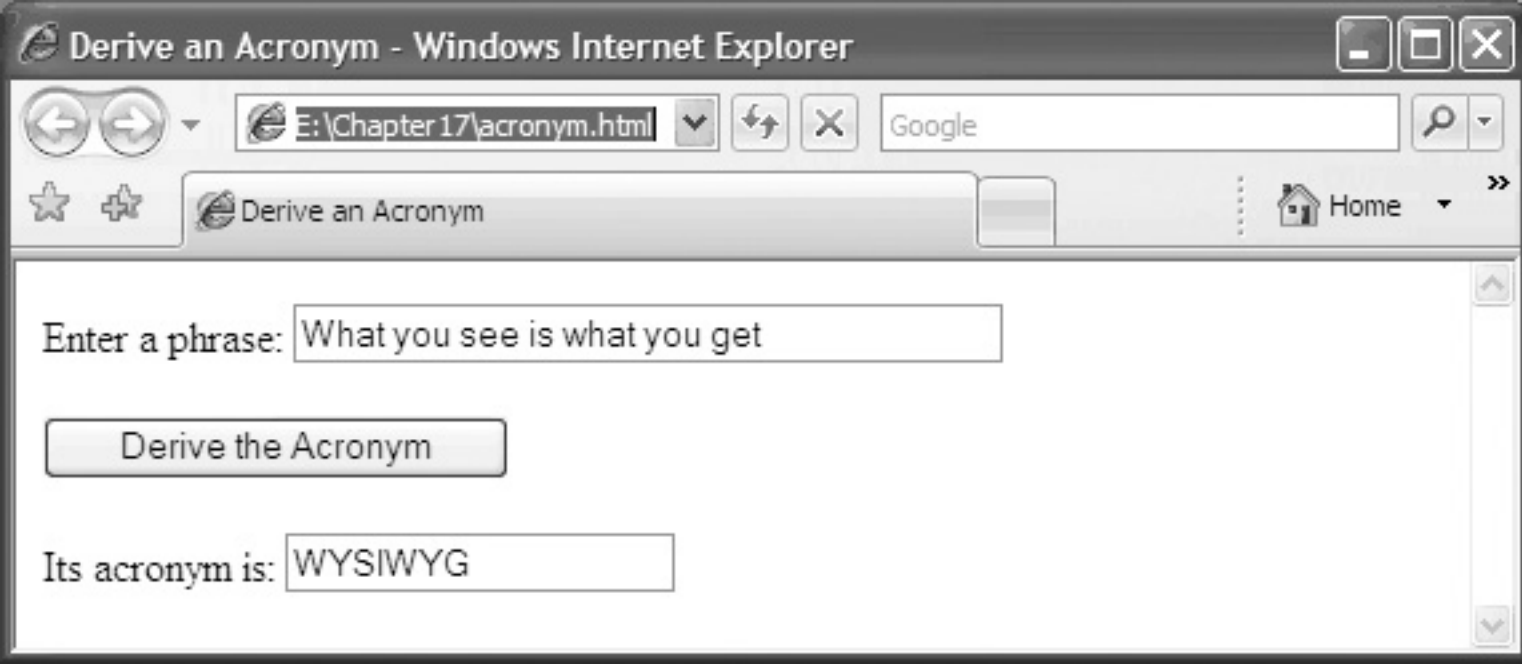 Derive an Acronym - Windows Internet Explorer
E:\Chapter17\acronym.html Google
Derive an Acronym Home
Enter a phrase: What you see is what you get
Derive the Acronym
Its acronym is: WYSIWYG